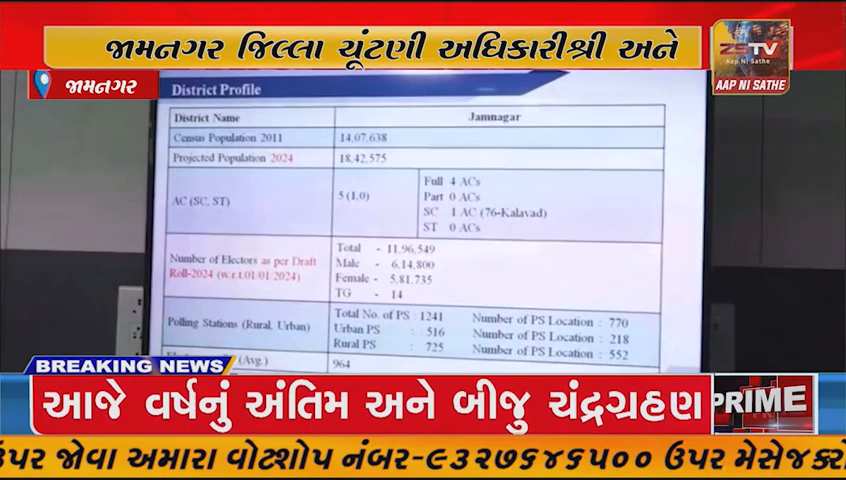 જામનગર જિલ્લા ચૂંટણી અધિકારીશ્રી અને
25TV
Aap Ni Sathe
AAP NI SATHE
જામનગર
District Profile
District Name Jamnagar
Census Population 2011 14,07,638
Projected Population 2024 18,42,575
AC (SC, ST) 5 (1,0)
Full 4 ACs
Part 0 ACs
SC 1 AC (76-Kalavad)
ST 0 ACs
Number of Electors as per Draft
Roll-2024 (w.r.t.01/01/2024)
Total - 11,96,549
Male - 6,14,800
Female - 5,81,735
TG - 14
Polling Stations (Rural, Urban)
Total No. of PS : 1241 Number of PS Location : 770
Urban PS : 516 Number of PS Location : 218
Rural PS : 725 Number of PS Location : 552
(Avg.) 964
BREAKING NEWS
આજે વર્ષનું અંતિમ અને બીજુ ચંદ્રગ્રહણ
PRIME
ઉપર જોવા અમારા વોટ્શોપ નંબર-૯૩૨૭૬૪૬૫૦૦ ઉપર મેસેજ કરો